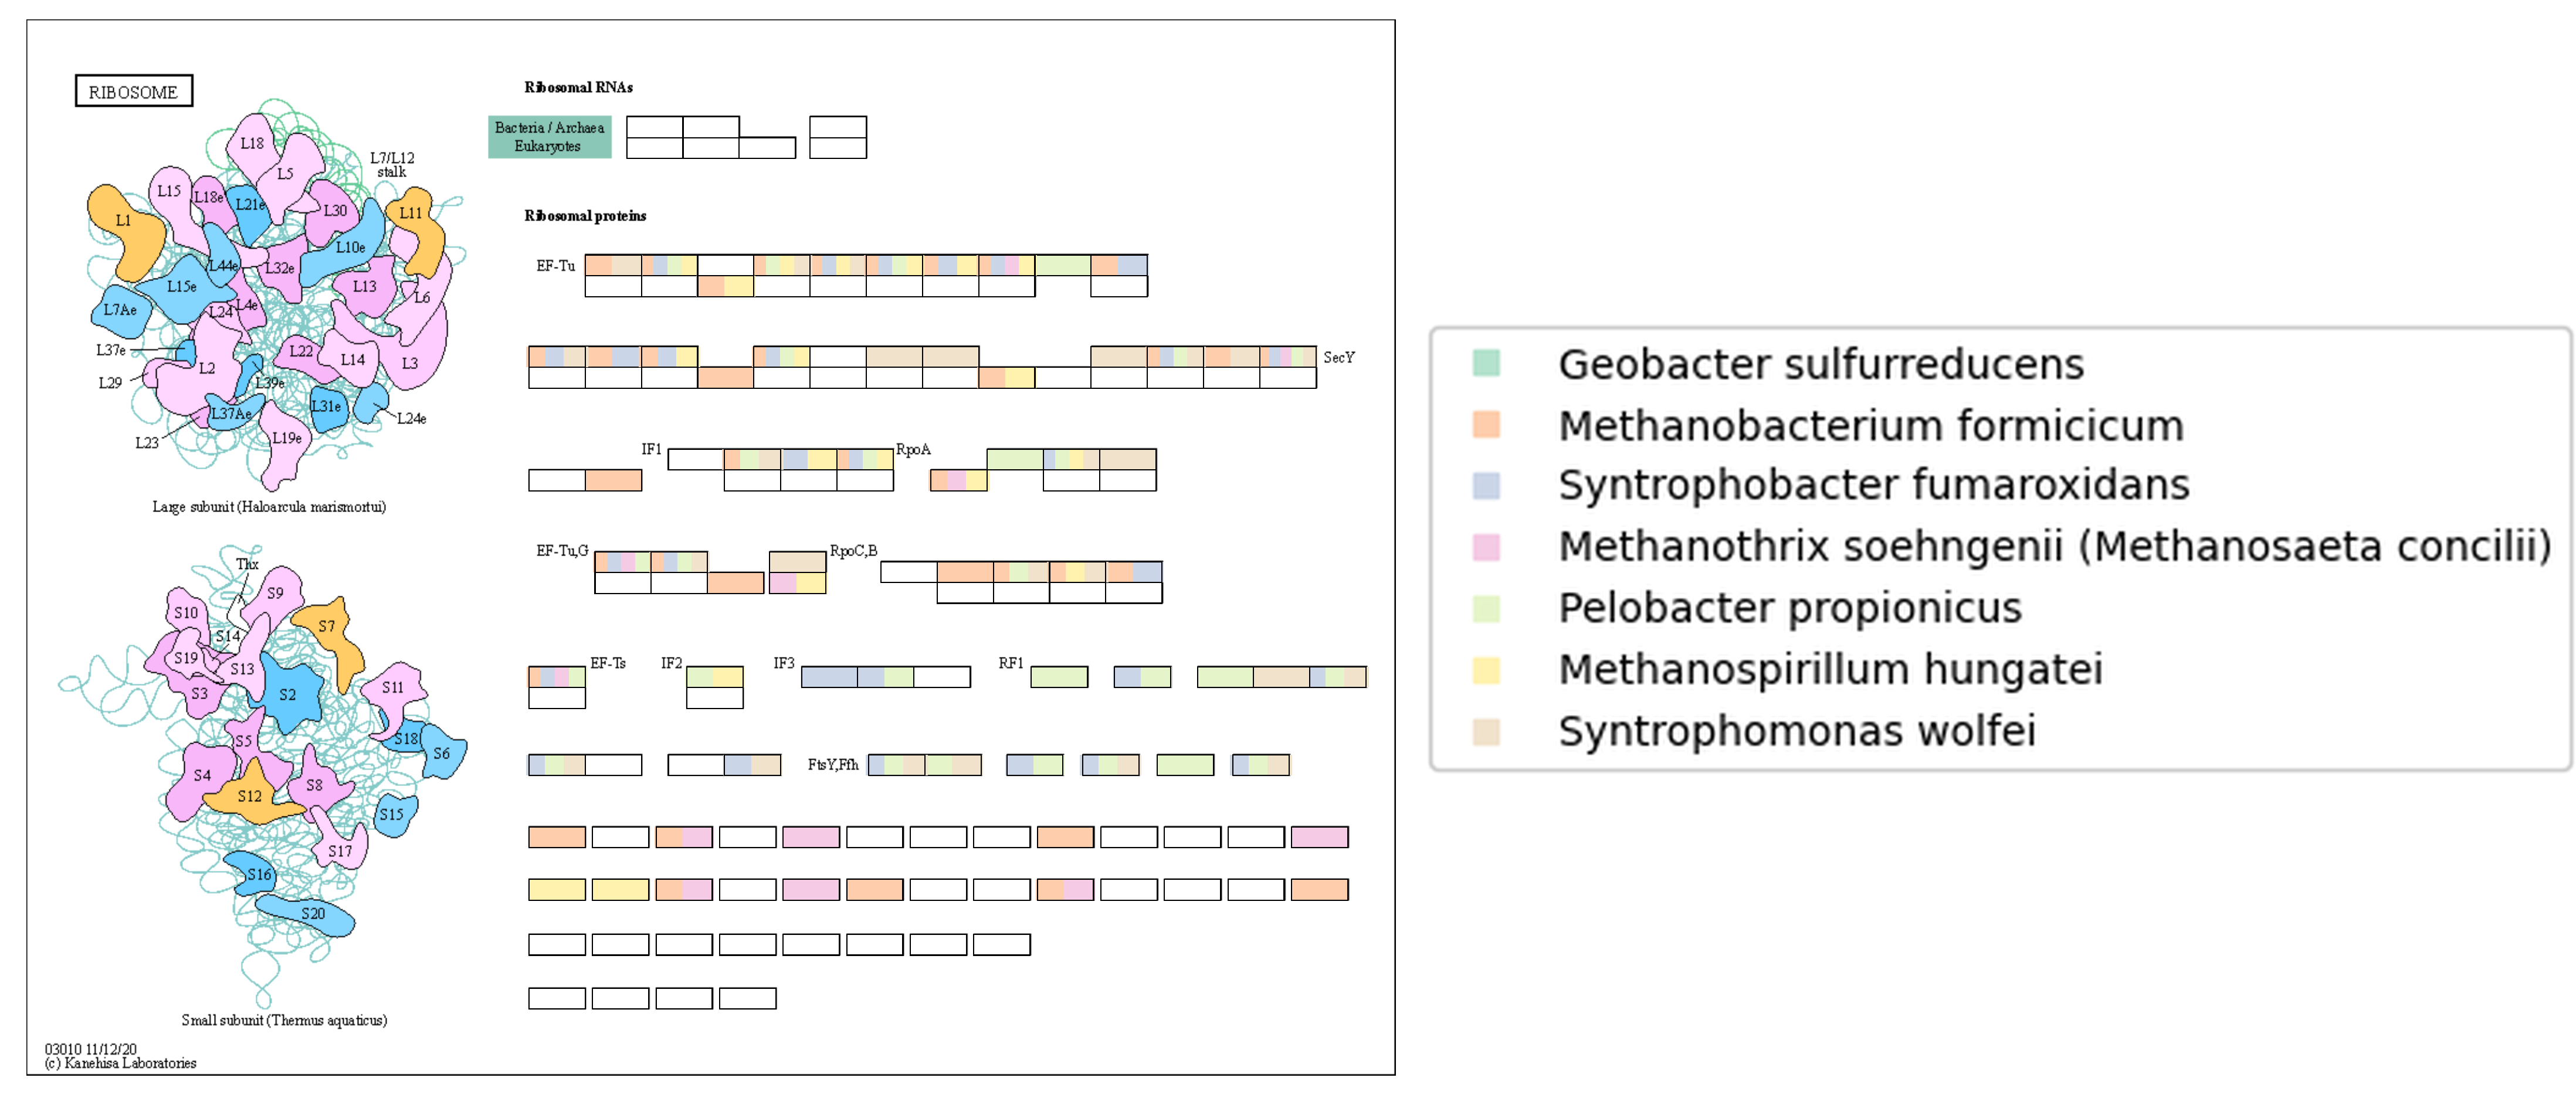 RIBOSOME
L18
L5
L7/L12
stalk
L15
L18e
L21e
L30
L11
L1
L10e
L44e
L32e
L15e
L13
L6
L7Ae
L24
L4e
L37e
L22
L14
L3
L2
L29
L39e
L37Ae
L31e
L24e
L23
L19e
Large subunit (Haloarcula marismortui)
Thx
S9
S10
S7
S14
S19
S13
S11
S3
S2
S5
S18
S6
S4
S8
S12
S15
S17
S16
S20
Small subunit (Thermus aquaticus)
03010 11/12/20
(c) Kanehisa Laboratories
Ribosomal RNAs
Bacteria / Archaea
Eukaryotes
Ribosomal proteins
EF-Tu
SecY
IF1
RpoA
EF-Tu,G
RpoC,B
EF-Ts
IF2
IF3
RF1
FtsY,Ffh
Geobacter sulfurreducens
Methanobacterium formicicum
Syntrophobacter fumaroxidans
Methanothrix soehngenii (Methanosaeta concilii)
Pelobacter propionicus
Methanospirillum hungatei
Syntrophomonas wolfei